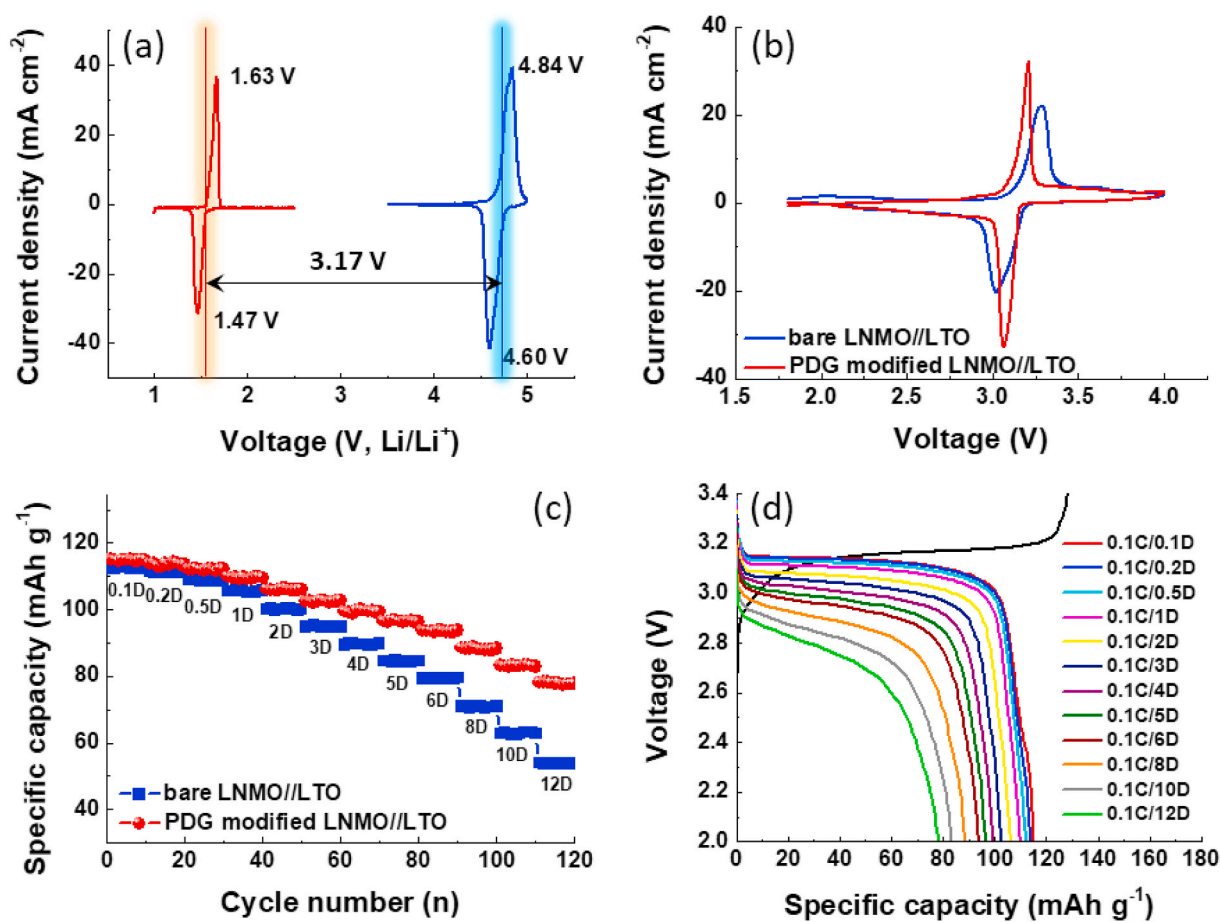 (a)
40
20
0
-20
-40
Current density (mA cm-2)
1.63 V
4.84 V
3.17 V
1.47 V
4.60 V
1 2 3 4 5
Voltage (V, Li/Li+)
(b)
40
20
0
-20
-40
Current density (mA cm-2)
bare LNMO//LTO
PDG modified LNMO//LTO
1.5 2.0 2.5 3.0 3.5 4.0
Voltage (V)
(c)
120
100
80
60
40
Specific capacity (mAh g-1)
0.1D
0.2D
0.5D
1D
2D
3D
4D
5D
6D
8D
10D
12D
bare LNMO//LTO
PDG modified LNMO//LTO
0 20 40 60 80 100 120
Cycle number (n)
(d)
3.4
3.2
3.0
2.8
2.6
2.4
2.2
2.0
Voltage (V)
0.1C/0.1D
0.1C/0.2D
0.1C/0.5D
0.1C/1D
0.1C/2D
0.1C/3D
0.1C/4D
0.1C/5D
0.1C/6D
0.1C/8D
0.1C/10D
0.1C/12D
0 20 40 60 80 100 120 140 160 180
Specific capacity (mAh g-1)